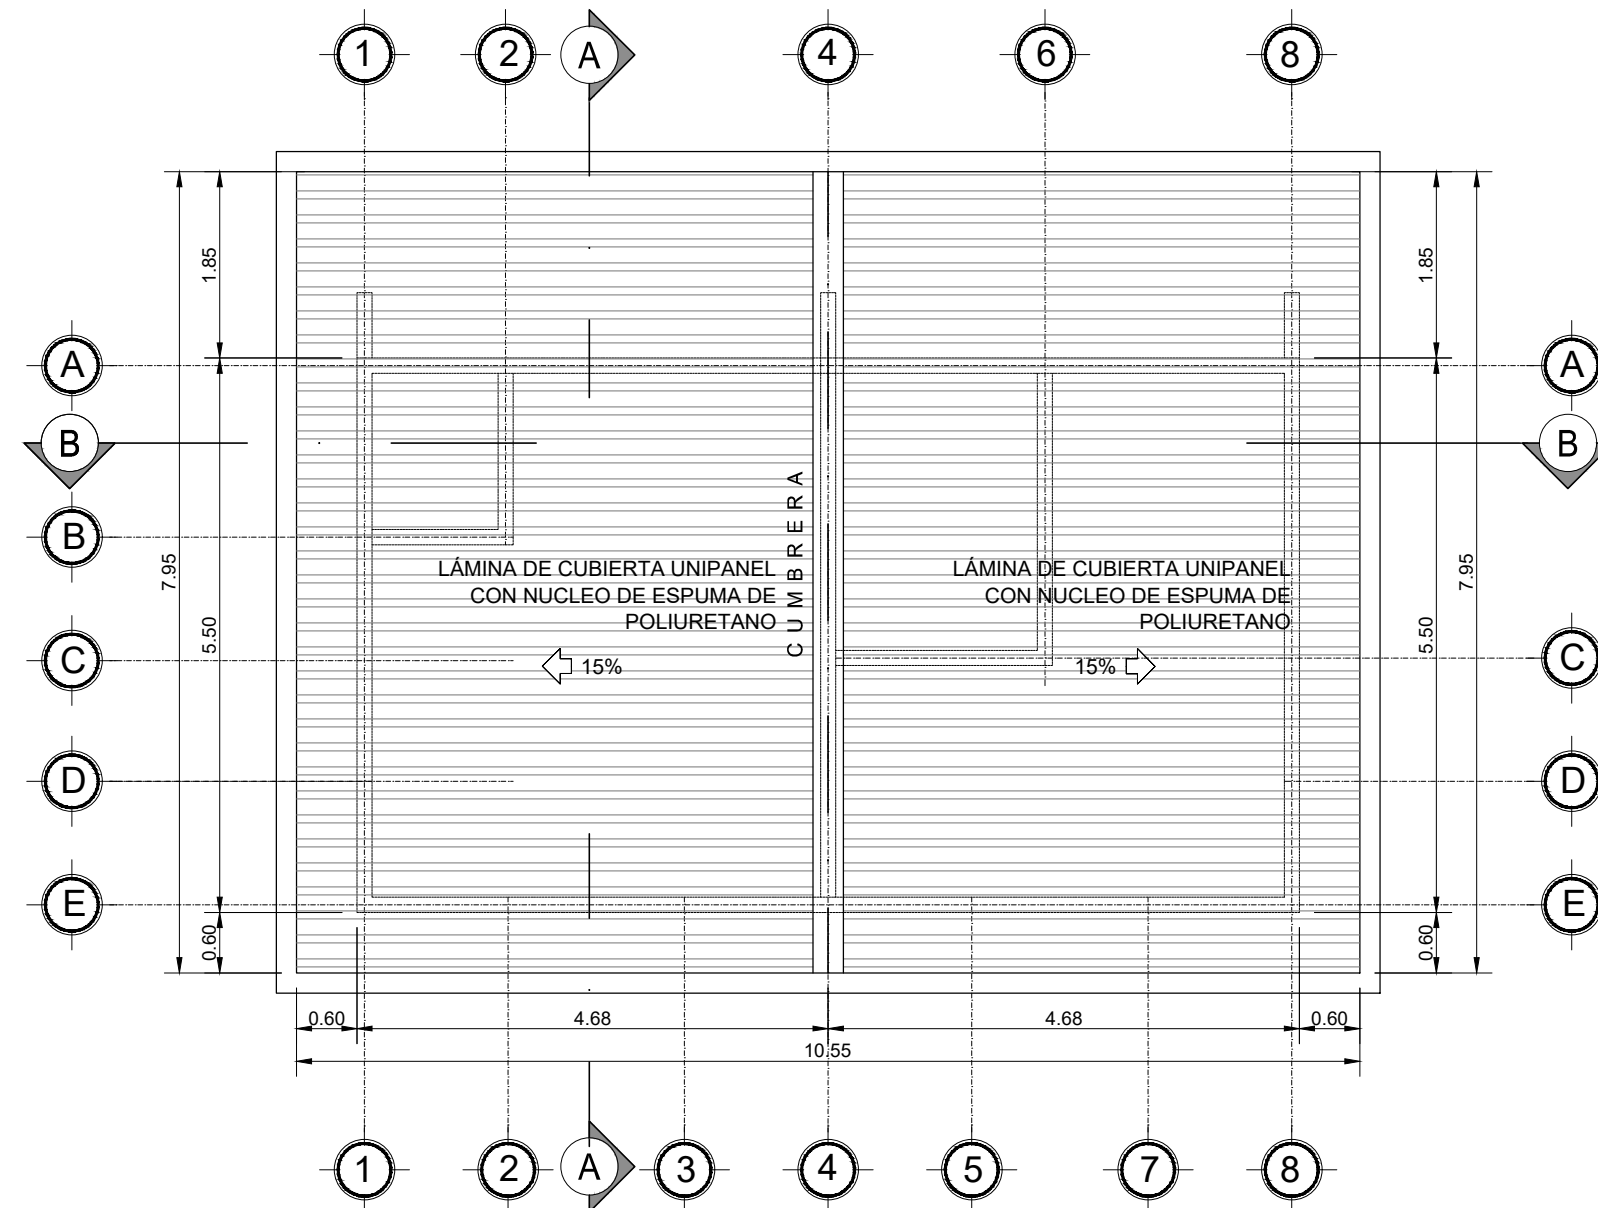 1 2 A 4 6 8
1.85 1.85
A A
B B
B
7.95 5.50 5.50 7.95
CUMBRERA
LÁMINA DE CUBIERTA UNIPANEL
CON NUCLEO DE ESPUMA DE
POLIURETANO
15%
LÁMINA DE CUBIERTA UNIPANEL
CON NUCLEO DE ESPUMA DE
POLIURETANO
15%
C C
D D
E E
0.60 0.60
0.60 4.68 4.68 0.60
10.55
1 2 A 3 4 5 7 8